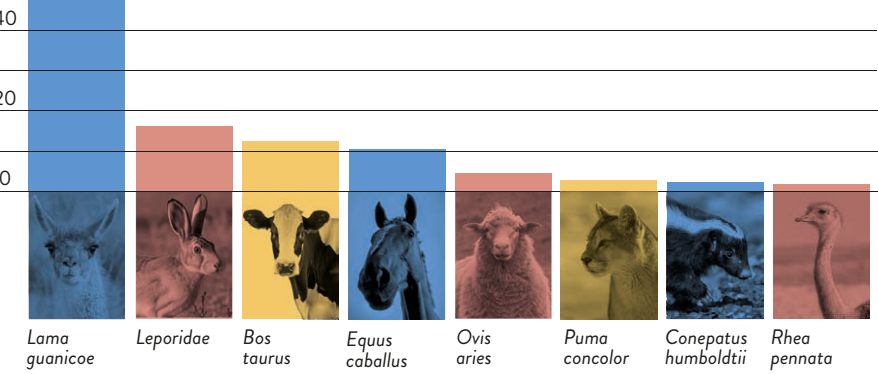 40
20
0
Lama
guanicoe
Leporidae
Bos
taurus
Equus
caballus
Ovis
aries
Puma
concolor
Conepatus
humboldtii
Rhea
pennata